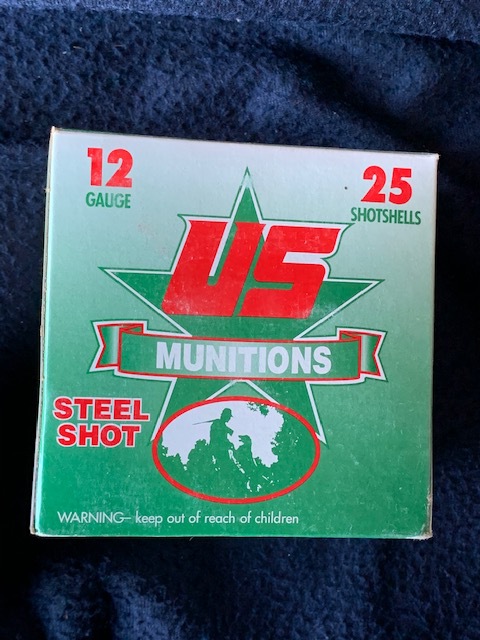 12
GAUGE
25
SHOTSHELLS
US
MUNITIONS
STEEL
SHOT
WARNING– keep out of reach of children